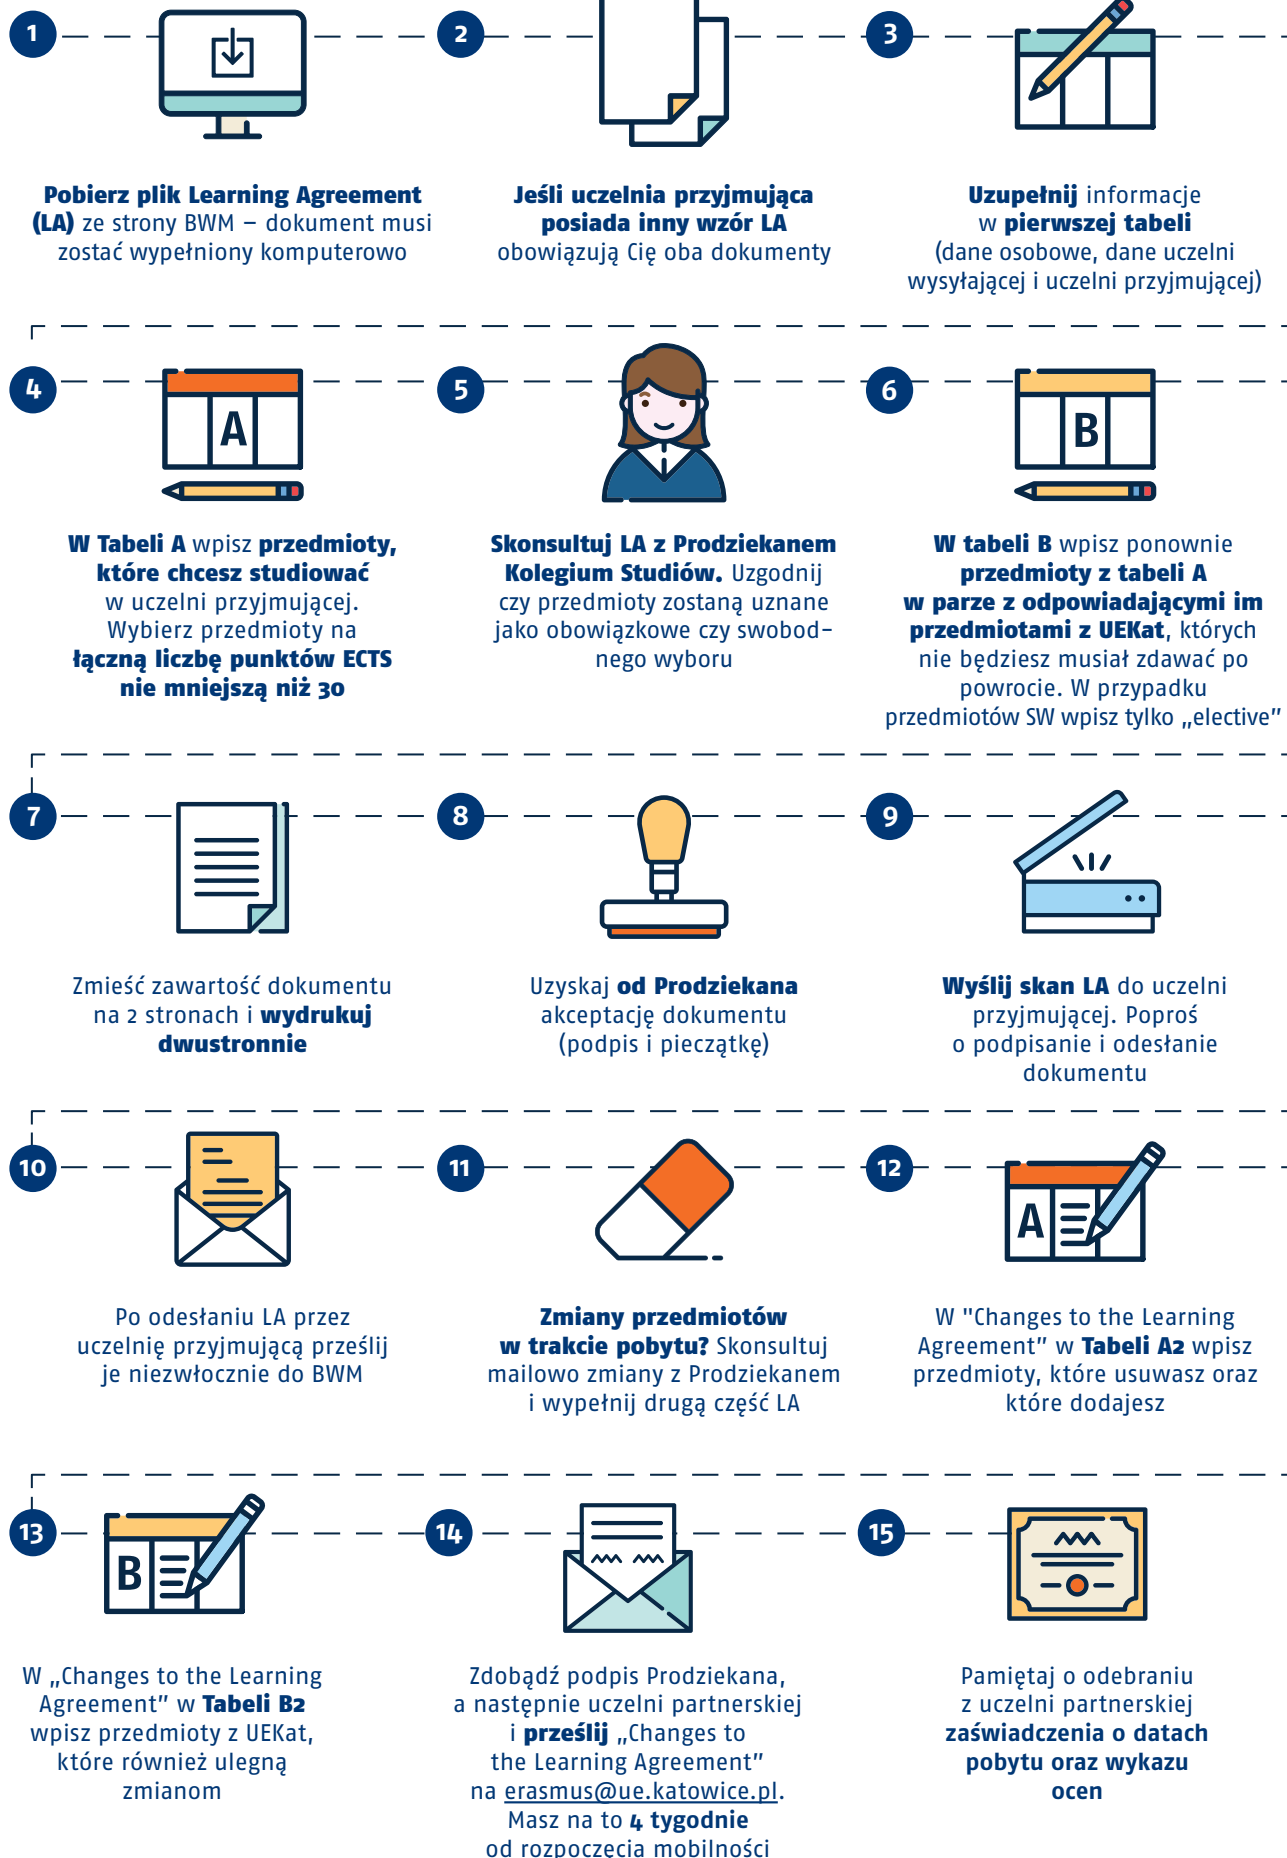 1
Pobierz plik Learning Agreement
(LA) ze strony BWM – dokument musi
zostać wypełniony komputerowo
2
Jeśli uczelnia przyjmująca
posiada inny wzór LA
obowiązują Cię oba dokumenty
3
Uzupełnij informacje
w pierwszej tabeli
(dane osobowe, dane uczelni
wysyłającej i uczelni przyjmującej)
4
A
W Tabeli A wpisz przedmioty,
które chcesz studiować
w uczelni przyjmującej.
Wybierz przedmioty na
łączną liczbę punktów ECTS
nie mniejszą niż 30
5
Skonsultuj LA z Prodziekanem
Kolegium Studiów. Uzgodnij
czy przedmioty zostaną uznane
jako obowiązkowe czy swobod-
nego wyboru
6
B
W tabeli B wpisz ponownie
przedmioty z tabeli A
w parze z odpowiadającymi im
przedmiotami z UEKat, których
nie będziesz musiał zdawać po
powrocie. W przypadku
przedmiotów SW wpisz tylko „elective”
7
Zmieść zawartość dokumentu
na 2 stronach i wydrukuj
dwustronnie
8
Uzyskaj od Prodziekana
akceptację dokumentu
(podpis i pieczątkę)
9
Wyślij skan LA do uczelni
przyjmującej. Poproś
o podpisanie i odesłanie
dokumentu
10
Po odesłaniu LA przez
uczelnię przyjmującą prześlij
je niezwłocznie do BWM
11
Zmiany przedmiotów
w trakcie pobytu? Skonsultuj
mailowo zmiany z Prodziekanem
i wypełnij drugą część LA
12
A
W "Changes to the Learning
Agreement” w Tabeli A2 wpisz
przedmioty, które usuwasz oraz
które dodajesz
13
B
W „Changes to the Learning
Agreement” w Tabeli B2
wpisz przedmioty z UEKat,
które również ulegną
zmianom
14
Zdobądź podpis Prodziekana,
a następnie uczelni partnerskiej
i prześlij „Changes to
the Learning Agreement”
na erasmus@ue.katowice.pl.
Masz na to 4 tygodnie
od rozpoczęcia mobilności
15
Pamiętaj o odebraniu
z uczelni partnerskiej
zaświadczenia o datach
pobytu oraz wykazu
ocen